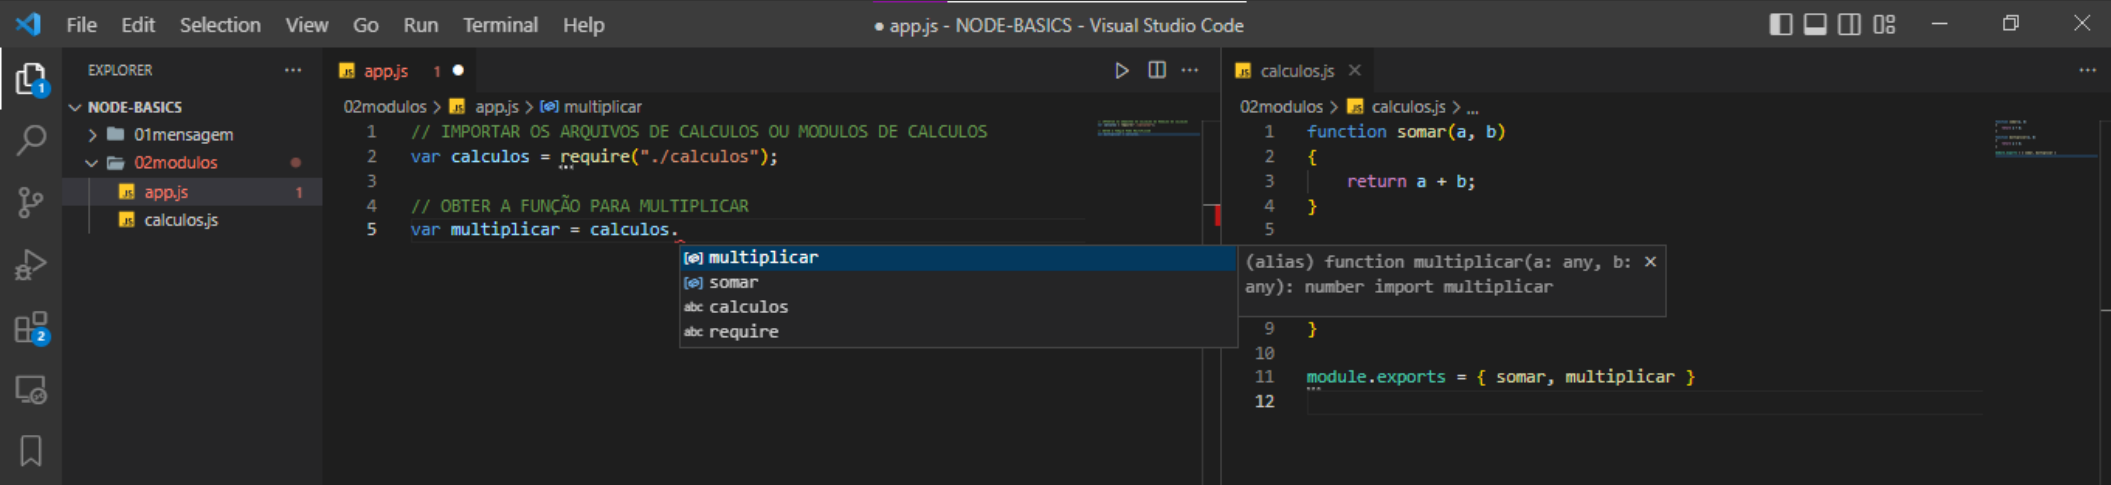 File Edit Selection View Go Run Terminal Help
● app.js - NODE-BASICS - Visual Studio Code
EXPLORER
NODE-BASICS
01mensagem
02modulos
app.js 1
calculos.js
1
2
app.js 1
02modulos > app.js > multiplicar
1 // IMPORTAR OS ARQUIVOS DE CALCULOS OU MODULOS DE CALCULOS
2 var calculos = require("./calculos");
3
4 // OBTER A FUNÇÃO PARA MULTIPLICAR
5 var multiplicar = calculos.
multiplicar
somar
abc calculos
abc require
calculos.js
02modulos > calculos.js > ...
1 function somar(a, b)
2 {
3 return a + b;
4 }
5
(alias) function multiplicar(a: any, b:
any): number import multiplicar
9 }
10
11 module.exports = { somar, multiplicar }
12